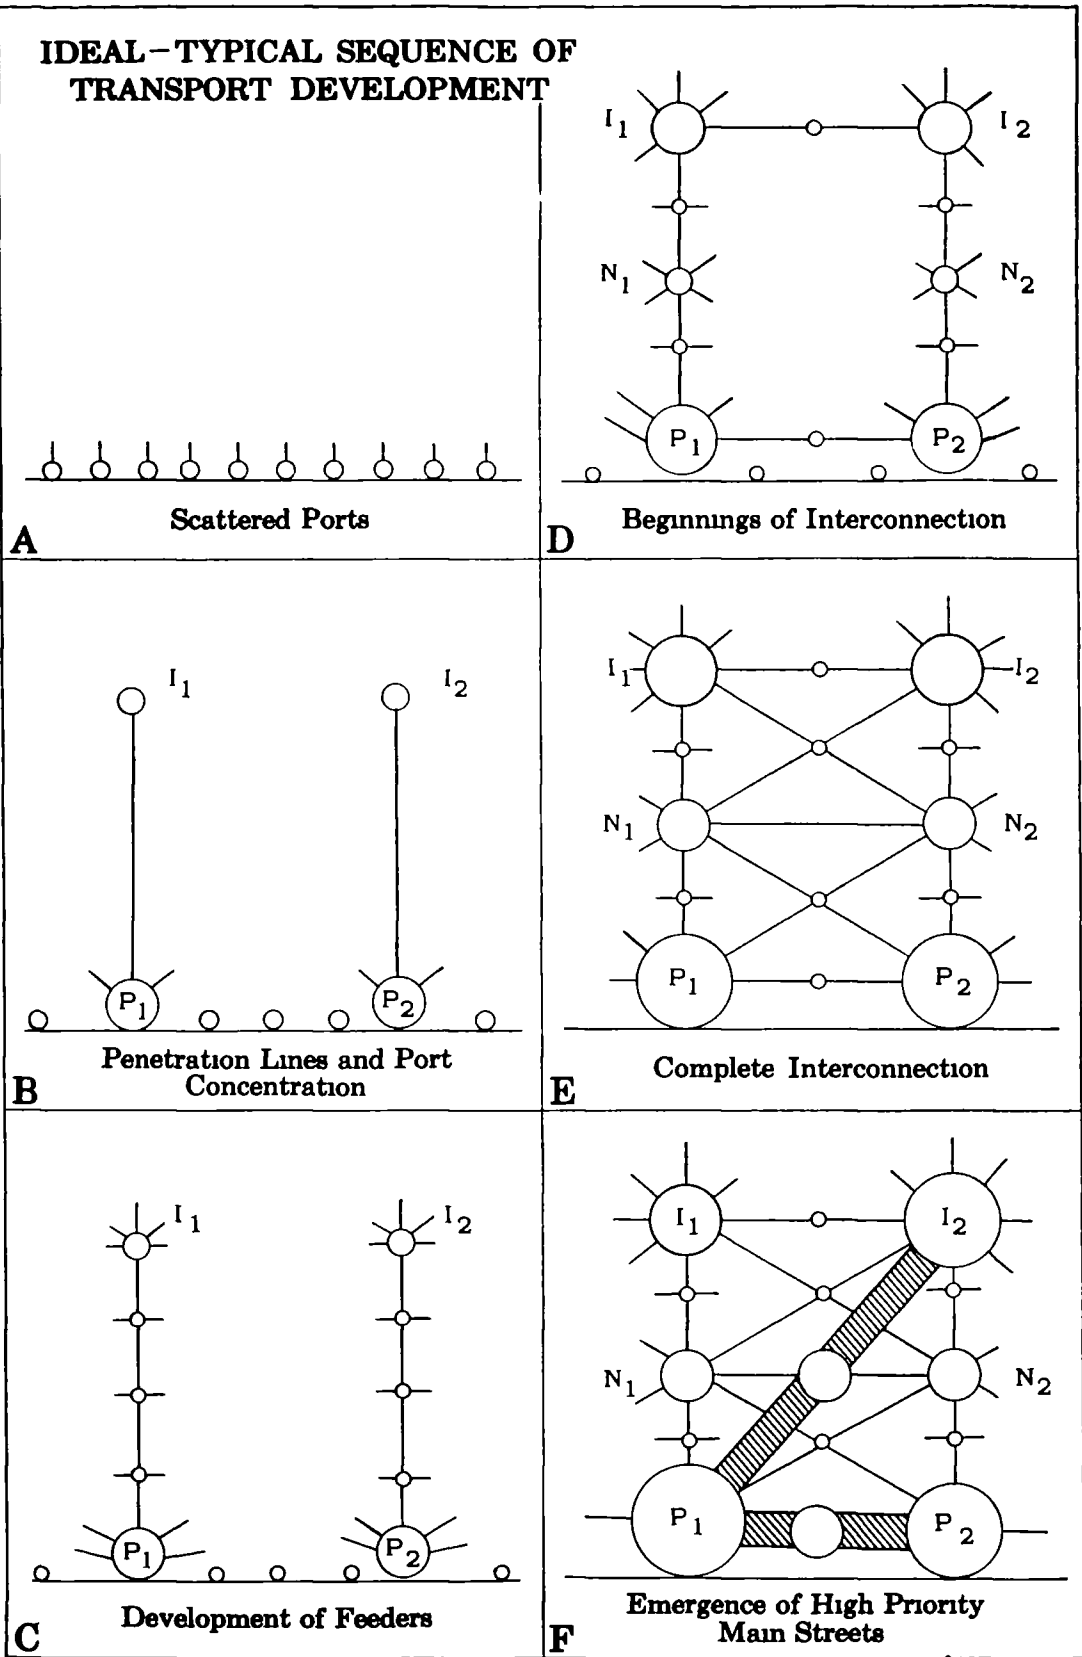 IDEAL-TYPICAL SEQUENCE OF
TRANSPORT DEVELOPMENT
Scattered Ports
A
I1
I2
P1
P2
Penetration Lines and Port
Concentration
B
I1
I2
P1
P2
Development of Feeders
C
I1
I2
N1
N2
P1
P2
Beginnings of Interconnection
D
I1
I2
N1
N2
P1
P2
Complete Interconnection
E
I1
I2
N1
N2
P1
P2
Emergence of High Priority
Main Streets
F